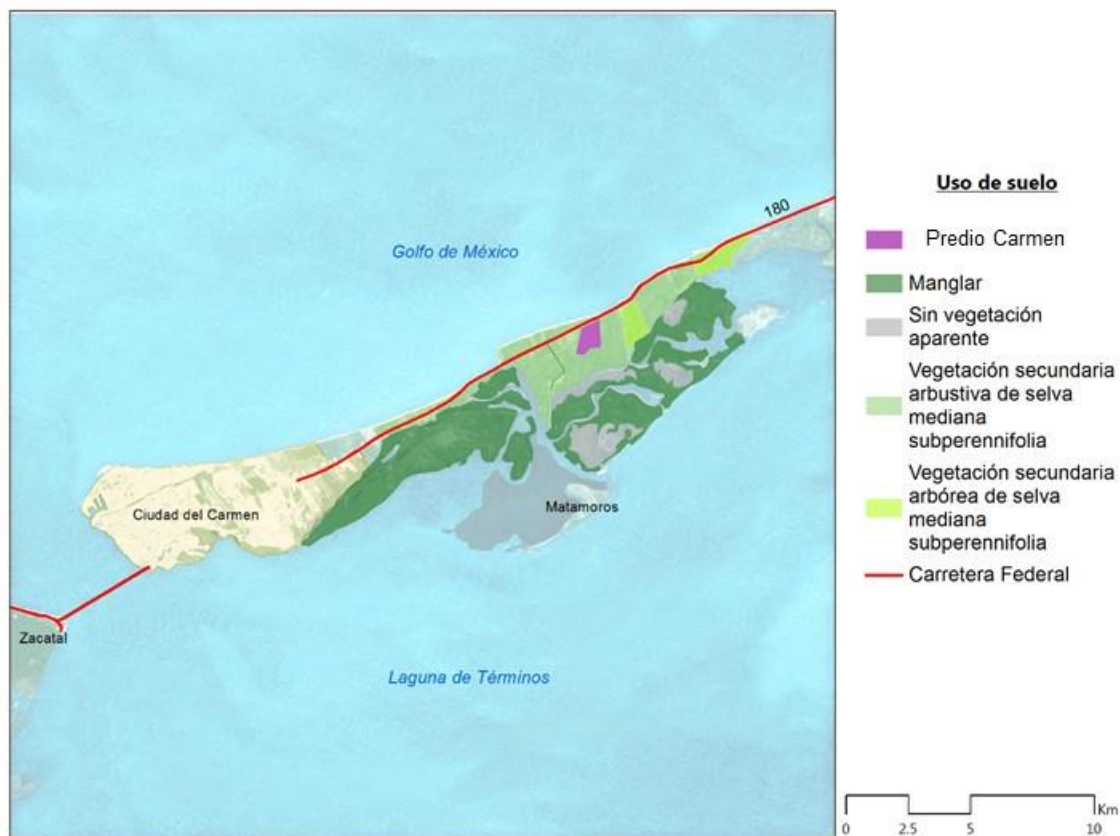 180
Golfo de México
Ciudad del Carmen
Matamoros
Zacatal
Laguna de Términos
Uso de suelo
Predio Carmen
Manglar
Sin vegetación
aparente
Vegetación secundaria
arbustiva de selva
mediana
subperennifolia
Vegetación secundaria
arbórea de selva
mediana
subperennifolia
Carretera Federal
Km
0 2.5 5 10